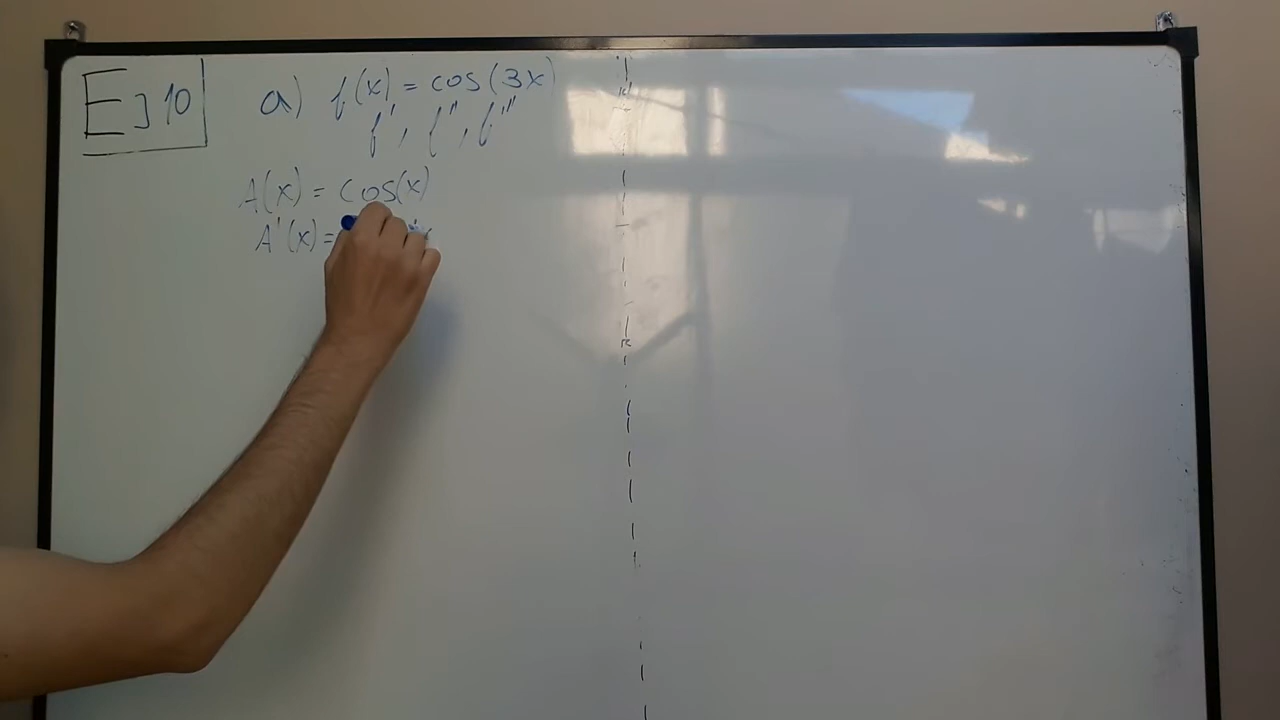 EJ 10
a) f(x) = cos(3x)
f', f'', f'''
A(x) = cos(x)
A'(x) =